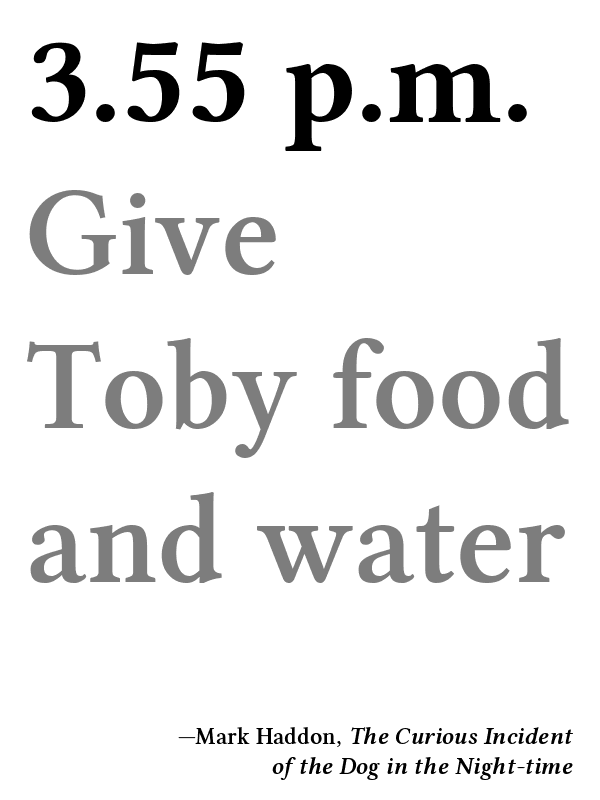 3.55 p.m.
Give
Toby food
and water
—Mark Haddon, The Curious Incident
of the Dog in the Night-time